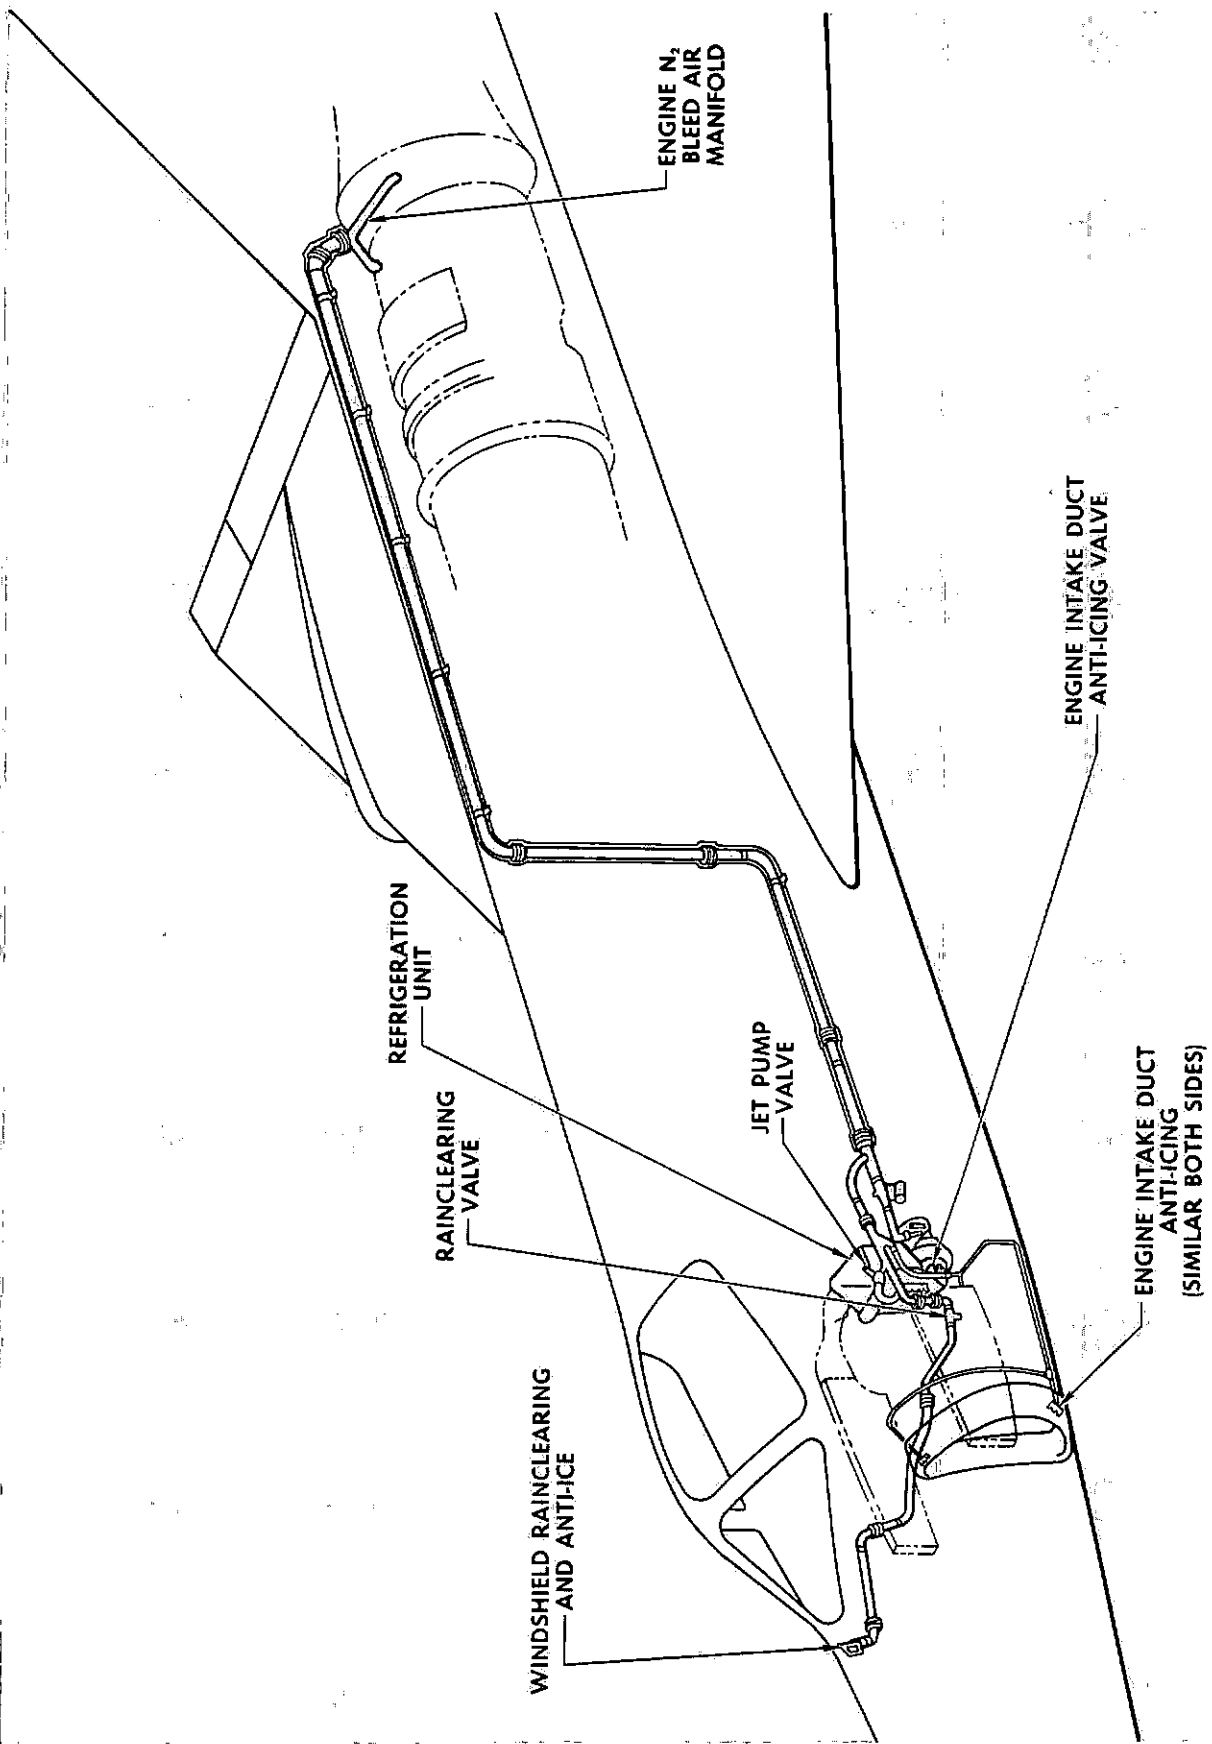 WINDSHIELD RAINCLEARING
AND ANTI-ICE
RAINCLEARING
VALVE
REFRIGERATION
UNIT
JET PUMP
VALVE
ENGINE N₂
BLEED AIR
MANIFOLD
ENGINE INTAKE DUCT
ANTI-ICING VALVE
ENGINE INTAKE DUCT
ANTI-ICING
(SIMILAR BOTH SIDES)